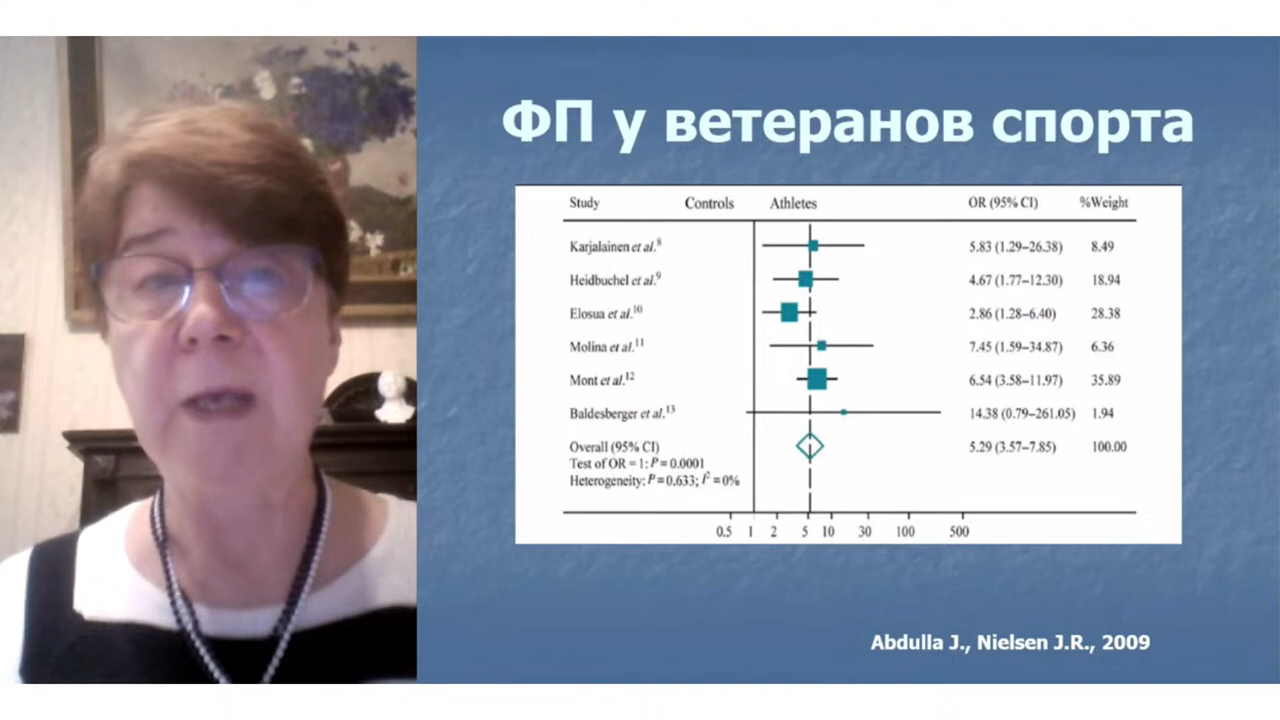 ФП у ветеранов спорта
Study Controls Athletes OR (95% CI) %Weight
Karjalainen et al.8 5.83 (1.29–26.38) 8.49
Heidbuchel et al.9 4.67 (1.77–12.30) 18.94
Elosua et al.10 2.86 (1.28–6.40) 28.38
Molina et al.11 7.45 (1.59–34.87) 6.36
Mont et al.12 6.54 (3.58–11.97) 35.89
Baldesberger et al.13 14.38 (0.79–261.05) 1.94
Overall (95% CI) 5.29 (3.57–7.85) 100.00
Test of OR = 1: P = 0.0001
Heterogeneity: P = 0.633; I2 = 0%
0.5 1 2 5 10 30 100 500
Abdulla J., Nielsen J.R., 2009